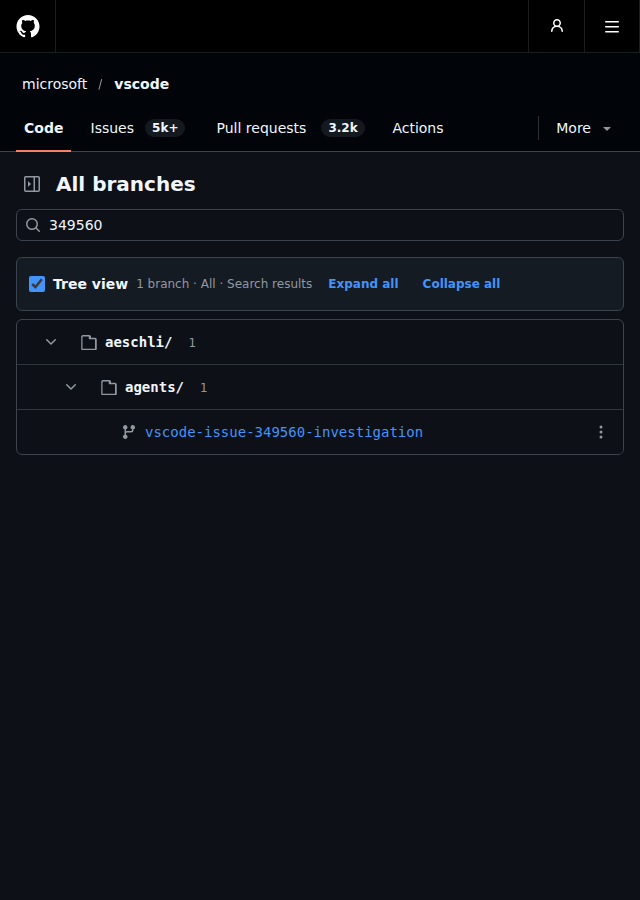 microsoft / vscode
Code Issues 5k+ Pull requests 3.2k Actions More
All branches
349560
Tree view 1 branch · All · Search results Expand all Collapse all
aeschli/ 1
agents/ 1
vscode-issue-349560-investigation